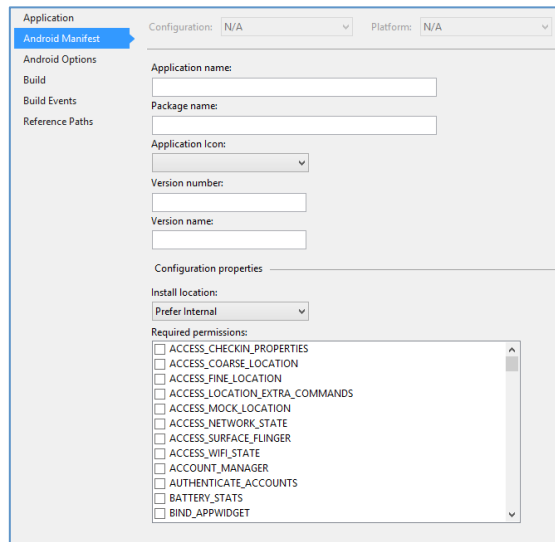 Application
Android Manifest
Android Options
Build
Build Events
Reference Paths
Configuration: N/A Platform: N/A
Application name:
Package name:
Application Icon:
Version number:
Version name:
Configuration properties
Install location:
Prefer Internal
Required permissions:
ACCESS_CHECKIN_PROPERTIES
ACCESS_COARSE_LOCATION
ACCESS_FINE_LOCATION
ACCESS_LOCATION_EXTRA_COMMANDS
ACCESS_MOCK_LOCATION
ACCESS_NETWORK_STATE
ACCESS_SURFACE_FLINGER
ACCESS_WIFI_STATE
ACCOUNT_MANAGER
AUTHENTICATE_ACCOUNTS
BATTERY_STATS
BIND_APPWIDGET